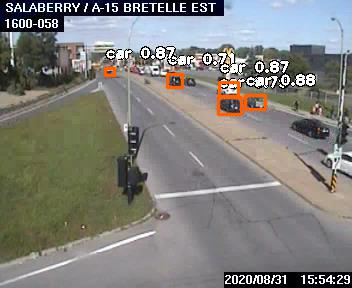 SALABERRY / A-15 BRETELLE EST
1600-058
car 0.87
car 0.71
car 0.87
car 0.88
2020/08/31 15:54:29